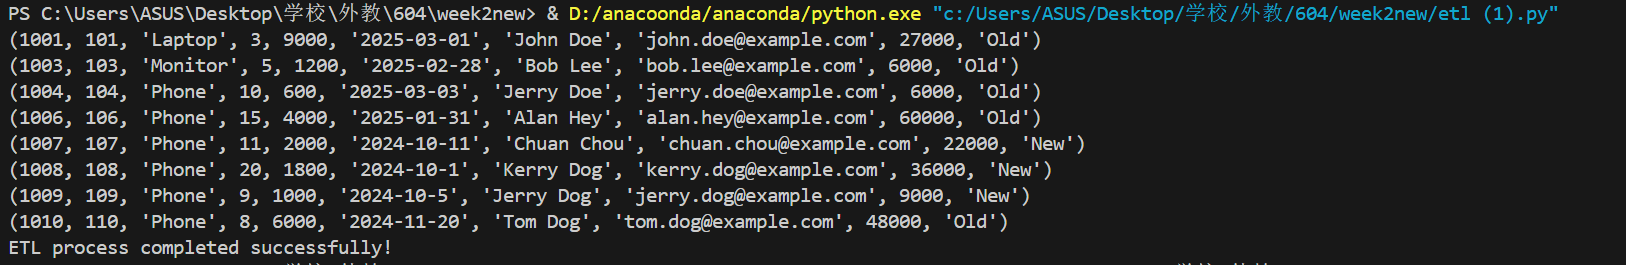 PS C:\Users\ASUS\Desktop\学校\外教\604\week2new> & D:/anacoonda/anaconda/python.exe "c:/Users/ASUS/Desktop/学校/外教/604/week2new/etl (1).py"
(1001, 101, 'Laptop', 3, 9000, '2025-03-01', 'John Doe', 'john.doe@example.com', 27000, 'Old')
(1003, 103, 'Monitor', 5, 1200, '2025-02-28', 'Bob Lee', 'bob.lee@example.com', 6000, 'Old')
(1004, 104, 'Phone', 10, 600, '2025-03-03', 'Jerry Doe', 'jerry.doe@example.com', 6000, 'Old')
(1006, 106, 'Phone', 15, 4000, '2025-01-31', 'Alan Hey', 'alan.hey@example.com', 60000, 'Old')
(1007, 107, 'Phone', 11, 2000, '2024-10-11', 'Chuan Chou', 'chuan.chou@example.com', 22000, 'New')
(1008, 108, 'Phone', 20, 1800, '2024-10-1', 'Kerry Dog', 'kerry.dog@example.com', 36000, 'New')
(1009, 109, 'Phone', 9, 1000, '2024-10-5', 'Jerry Dog', 'jerry.dog@example.com', 9000, 'New')
(1010, 110, 'Phone', 8, 6000, '2024-11-20', 'Tom Dog', 'tom.dog@example.com', 48000, 'Old')
ETL process completed successfully!